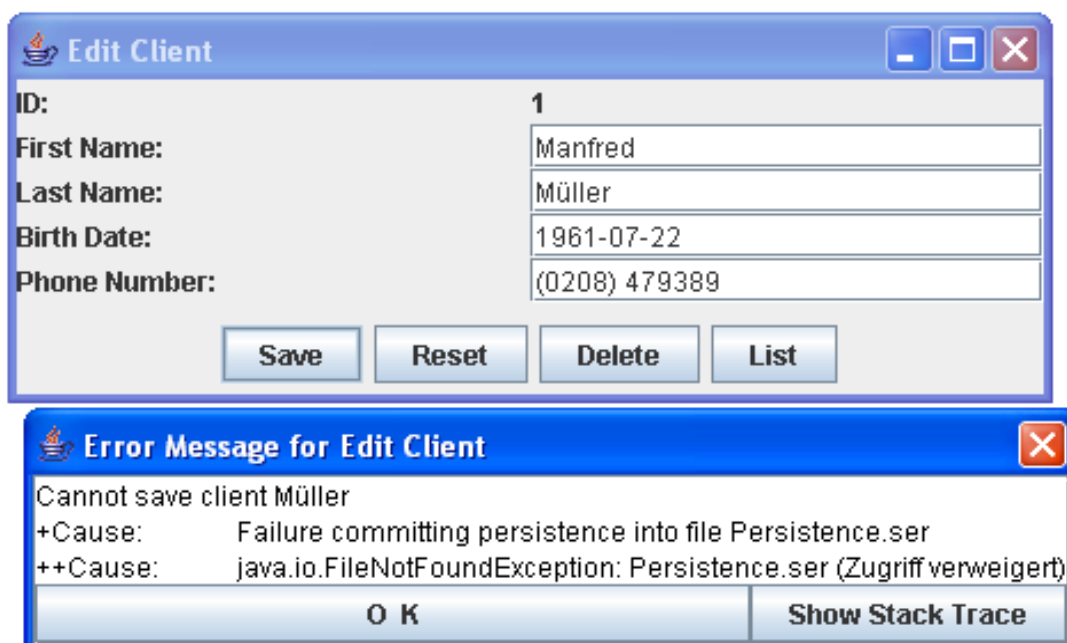 Edit Client
ID: 1
First Name: Manfred
Last Name: Müller
Birth Date: 1961-07-22
Phone Number: (0208) 479389
Save Reset Delete List
Error Message for Edit Client
Cannot save client Müller
+Cause: Failure committing persistence into file Persistence.ser
++Cause: java.io.FileNotFoundException: Persistence.ser (Zugriff verweigert)
O K Show Stack Trace